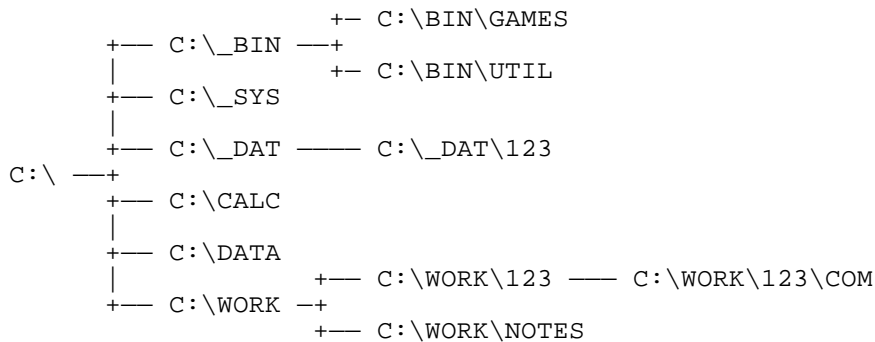 C:\BIN\GAMES
C:\_BIN
C:\BIN\UTIL
C:\_SYS
C:\_DAT C:\_DAT\123
C:\
C:\CALC
C:\DATA
C:\WORK\123 C:\WORK\123\COM
C:\WORK
C:\WORK\NOTES